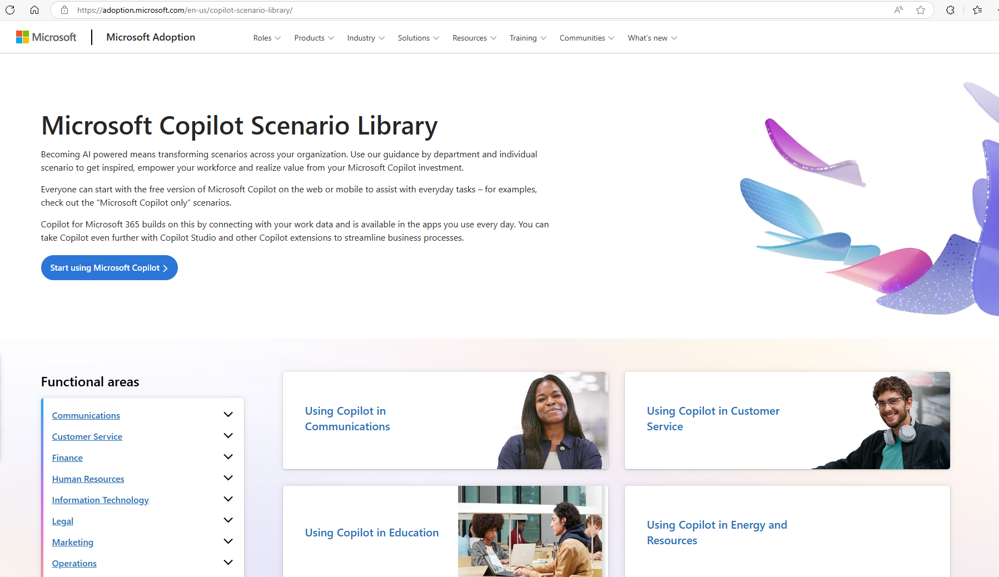 https://adoption.microsoft.com/en-us/copilot-scenario-library/
Microsoft
Microsoft Adoption
Roles
Products
Industry
Solutions
Resources
Training
Communities
What's new
Microsoft Copilot Scenario Library
Becoming AI powered means transforming scenarios across your organization. Use our guidance by department and individual
scenario to get inspired, empower your workforce and realize value from your Microsoft Copilot investment.
Everyone can start with the free version of Microsoft Copilot on the web or mobile to assist with everyday tasks – for examples,
check out the “Microsoft Copilot only” scenarios.
Copilot for Microsoft 365 builds on this by connecting with your work data and is available in the apps you use every day. You can
take Copilot even further with Copilot Studio and other Copilot extensions to streamline business processes.
Start using Microsoft Copilot
Functional areas
Communications
Customer Service
Finance
Human Resources
Information Technology
Legal
Marketing
Operations
Using Copilot in
Communications
Using Copilot in Customer
Service
Using Copilot in Education
Using Copilot in Energy and
Resources